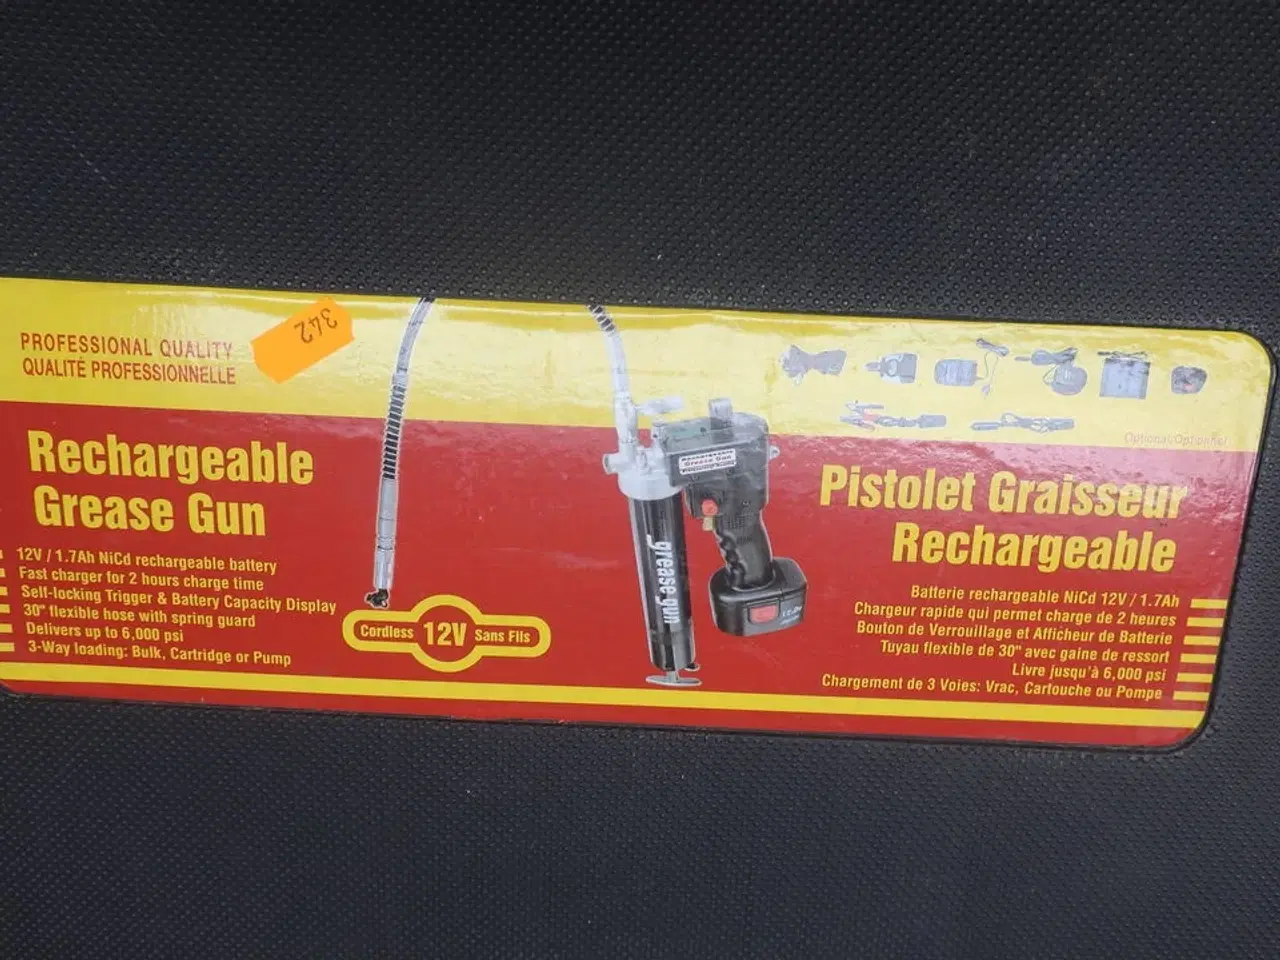 PROFESSIONAL QUALITY
QUALITÉ PROFESSIONNELLE
342
Rechargeable
Grease Gun
12V / 1.7Ah NiCd rechargeable battery
Fast charger for 2 hours charge time
Self-locking Trigger & Battery Capacity Display
30" flexible hose with spring guard
Delivers up to 6,000 psi
3-Way loading: Bulk, Cartridge or Pump
Cordless 12V Sans Fils
Rechargeable
Grease Gun
grease gun
Optional/Optionnel
Pistolet Graisseur
Rechargeable
Batterie rechargeable NiCd 12V / 1.7Ah
Chargeur rapide qui permet charge de 2 heures
Bouton de Verrouillage et Afficheur de Batterie
Tuyau flexible de 30" avec gaine de ressort
Livre jusqu'à 6,000 psi
Chargement de 3 Voies: Vrac, Cartouche ou Pompe